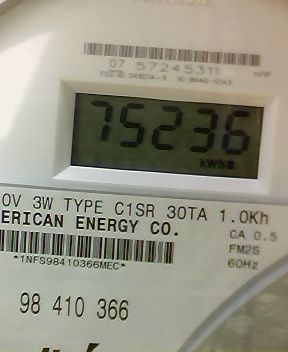 07 57245311
75236
kWh
0V 3W TYPE C1SR 30TA 1.0Kh
ERICAN ENERGY CO.
CA 0.5
FM2S
60Hz
*1NFS98410366MEC*
98 410 366